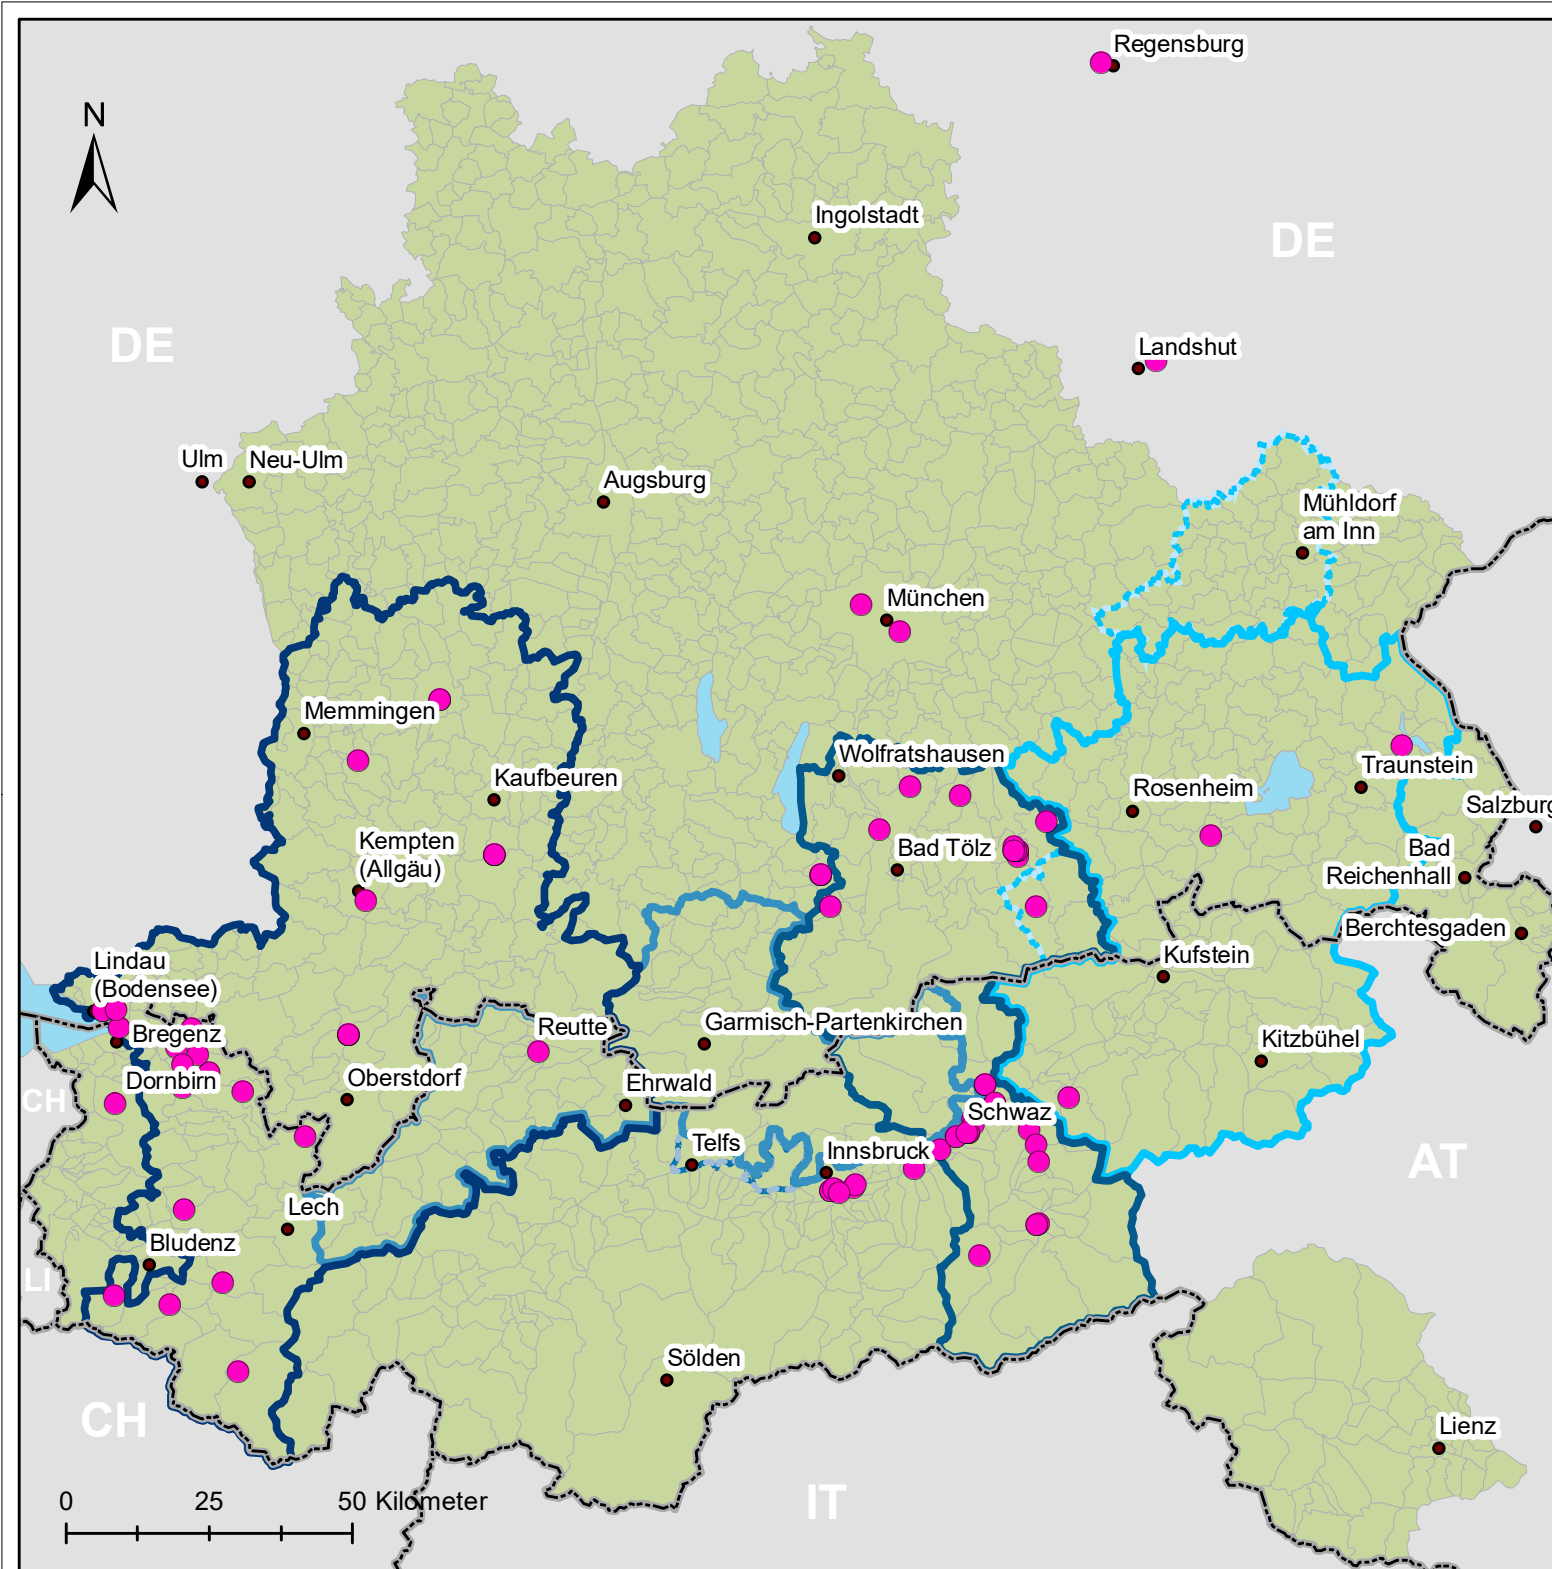 Regensburg
N
Ingolstadt
DE
DE
Landshut
Ulm
Neu-Ulm
Augsburg
Mühldorf
am Inn
München
Memmingen
Wolfratshausen
Kaufbeuren
Rosenheim
Traunstein
Salzburg
Kempten
(Allgäu)
Bad Tölz
Bad
Reichenhall
Berchtesgaden
Lindau
(Bodensee)
Kufstein
Bregenz
Reutte
Garmisch-Partenkirchen
Kitzbühel
Dornbirn
Oberstdorf
Ehrwald
CH
Schwaz
Telfs
Innsbruck
AT
Lech
Bludenz
LI
Sölden
CH
Lienz
IT
0 25 50 Kilometer